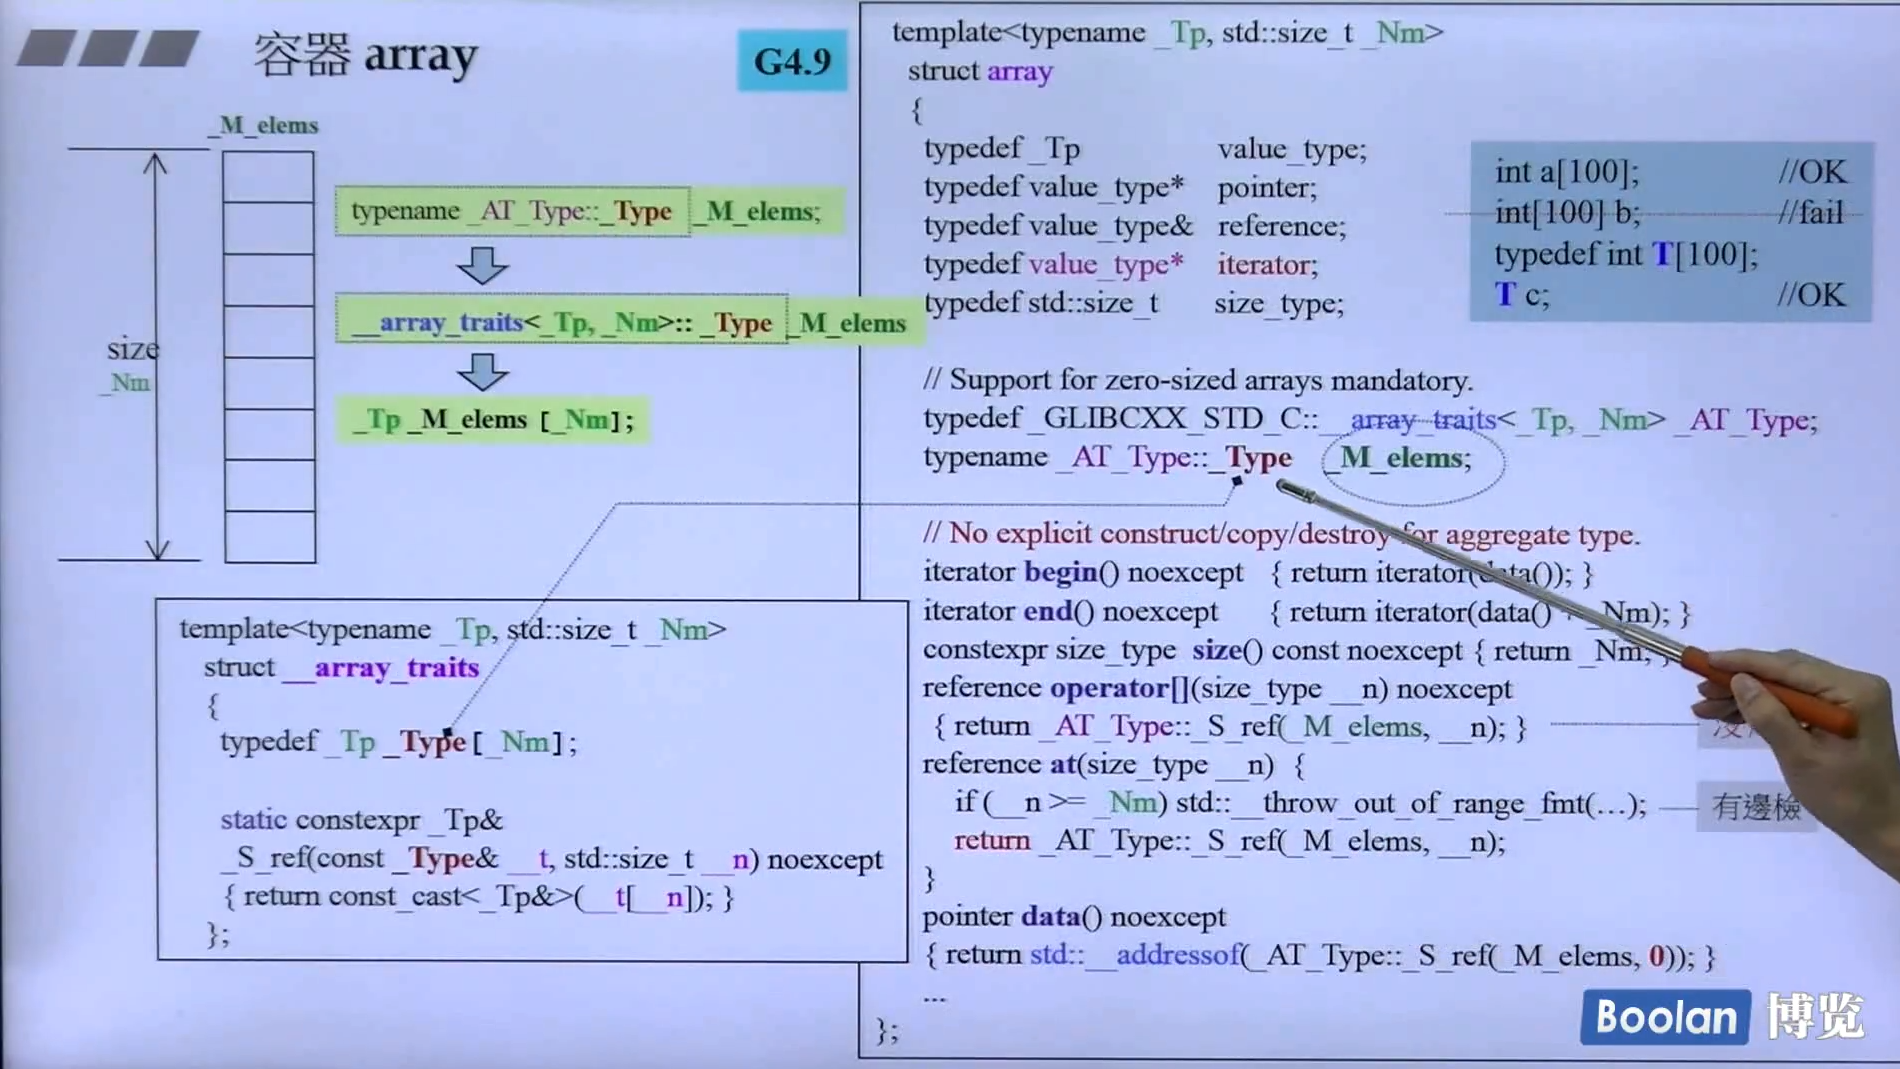 容器 array
G4.9
_M_elems
size
_Nm
typename _AT_Type::_Type _M_elems;
__array_traits<_Tp, _Nm>::_Type _M_elems
_Tp _M_elems [_Nm];
template<typename _Tp, std::size_t _Nm>
struct __array_traits
{
typedef _Tp _Type[_Nm];
static constexpr _Tp&
_S_ref(const _Type& __t, std::size_t __n) noexcept
{ return const_cast<_Tp&>(__t[__n]); }
};
template<typename _Tp, std::size_t _Nm>
struct array
{
typedef _Tp value_type;
typedef value_type* pointer;
typedef value_type& reference;
typedef value_type* iterator;
typedef std::size_t size_type;
// Support for zero-sized arrays mandatory.
typedef _GLIBCXX_STD_C::__array_traits<_Tp, _Nm> _AT_Type;
typename _AT_Type::_Type _M_elems;
// No explicit construct/copy/destroy for aggregate type.
iterator begin() noexcept { return iterator(data()); }
iterator end() noexcept { return iterator(data() + _Nm); }
constexpr size_type size() const noexcept { return _Nm; }
reference operator[](size_type __n) noexcept
{ return _AT_Type::_S_ref(_M_elems, __n); }
reference at(size_type __n) {
if (__n >= _Nm) std::__throw_out_of_range_fmt(...); 有邊檢
return _AT_Type::_S_ref(_M_elems, __n);
}
pointer data() noexcept
{ return std::__addressof(_AT_Type::_S_ref(_M_elems, 0)); }
...
};
int a[100]; //OK
int[100] b; //fail
typedef int T[100];
T c; //OK
Boolan 博览